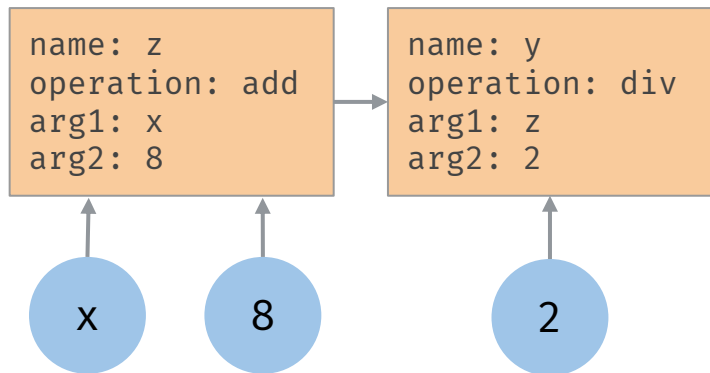 name: z
operation: add
arg1: x
arg2: 8
name: y
operation: div
arg1: z
arg2: 2
x
8
2